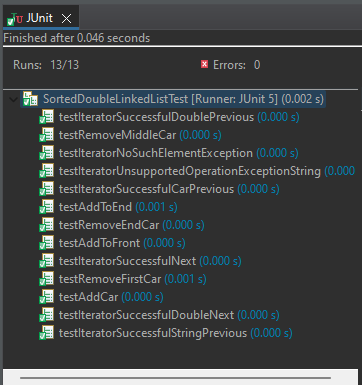 JUnit
Finished after 0.046 seconds
Runs: 13/13 Errors: 0
SortedDoubleLinkedListTest [Runner: JUnit 5] (0.002 s)
testIteratorSuccessfulDoublePrevious (0.000 s)
testRemoveMiddleCar (0.000 s)
testIteratorNoSuchElementException (0.000 s)
testIteratorUnsupportedOperationExceptionString (0.000
testIteratorSuccessfulCarPrevious (0.000 s)
testAddToEnd (0.001 s)
testRemoveEndCar (0.000 s)
testAddToFront (0.000 s)
testIteratorSuccessfulNext (0.000 s)
testRemoveFirstCar (0.001 s)
testAddCar (0.000 s)
testIteratorSuccessfulDoubleNext (0.000 s)
testIteratorSuccessfulStringPrevious (0.000 s)